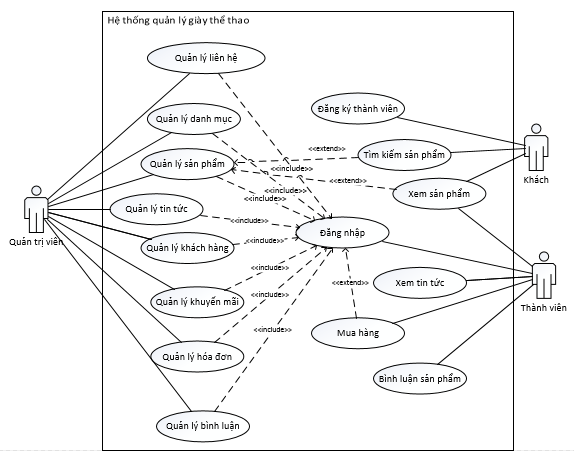 Hệ thống quản lý giày thể thao
Quản lý liên hệ
Quản lý danh mục
Đăng ký thành viên
<<extend>>
Tìm kiếm sản phẩm
Quản lý sản phẩm
<<include>>
<<extend>>
Khách
<<include>>
<<include>>
Xem sản phẩm
Quản lý tin tức
<<include>>
Đăng nhập
Quản trị viên
Quản lý khách hàng
<<include>>
<<include>>
Xem tin tức
<<extend>>
<<include>>
Quản lý khuyến mãi
Thành viên
<<include>>
Mua hàng
Quản lý hóa đơn
Bình luận sản phẩm
Quản lý bình luận